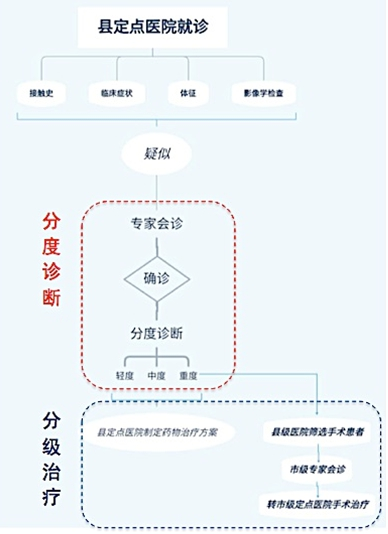 县定点医院就诊
接触史 临床症状 体征 影像学检查
疑似
分度诊断
专家会诊
确诊
分度诊断
轻度 中度 重度
分级治疗
县定点医院制定药物治疗方案
县级医院筛选手术患者
市级专家会诊
转市级定点医院手术治疗